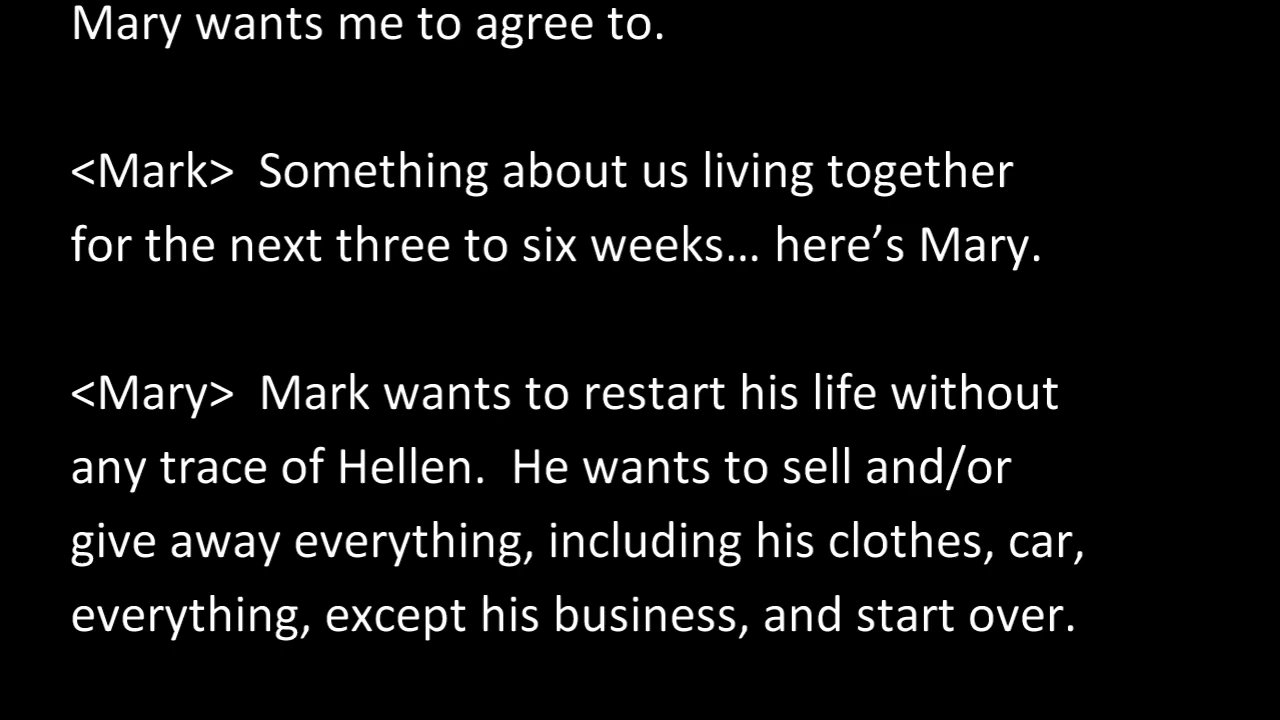 Mary wants me to agree to.
<Mark>  Something about us living together
for the next three to six weeks… here’s Mary.
<Mary>  Mark wants to restart his life without
any trace of Hellen.  He wants to sell and/or
give away everything, including his clothes, car,
everything, except his business, and start over.